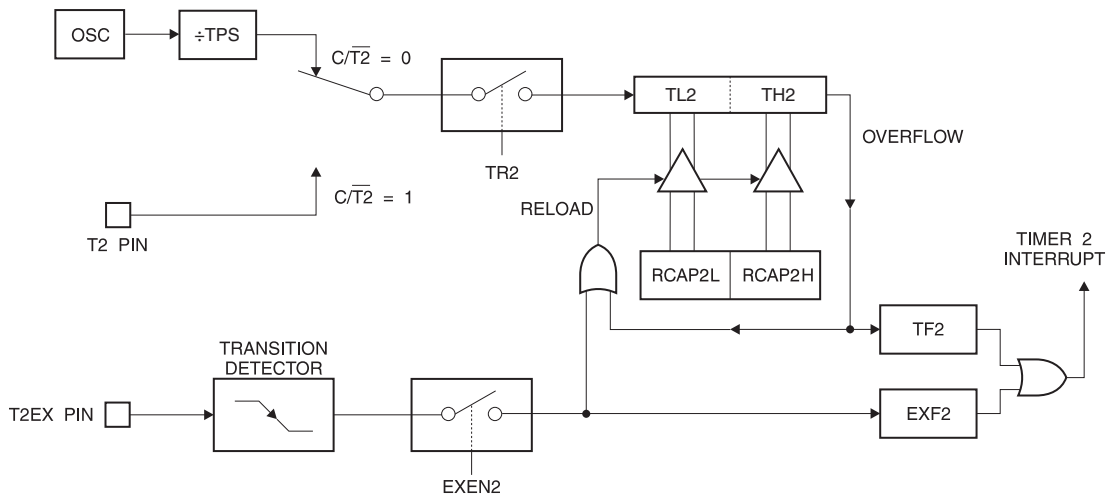 OSC
÷TPS
C/T2̅ = 0
TL2 TH2
OVERFLOW
TR2
C/T2̅ = 1
RELOAD
T2 PIN
TIMER 2
INTERRUPT
RCAP2L RCAP2H
TF2
TRANSITION
DETECTOR
T2EX PIN
EXF2
EXEN2